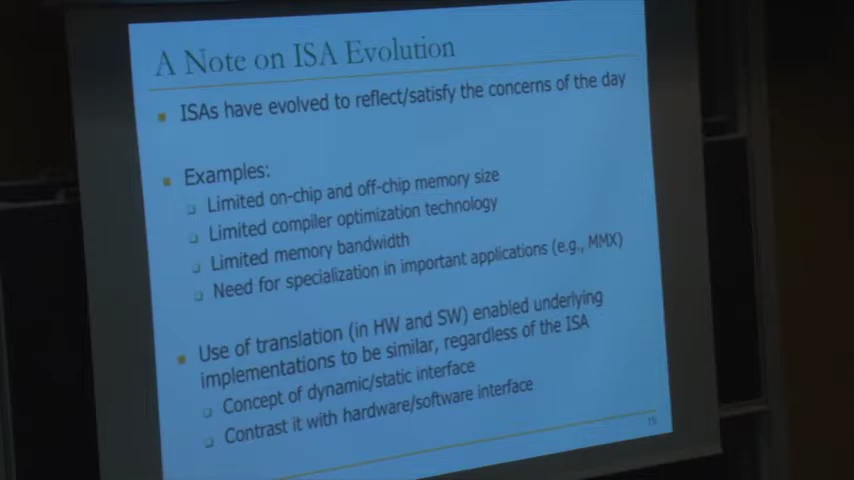 A Note on ISA Evolution
ISAs have evolved to reflect/satisfy the concerns of the day
Examples:
Limited on-chip and off-chip memory size
Limited compiler optimization technology
Limited memory bandwidth
Need for specialization in important applications (e.g., MMX)
Use of translation (in HW and SW) enabled underlying
implementations to be similar, regardless of the ISA
Concept of dynamic/static interface
Contrast it with hardware/software interface